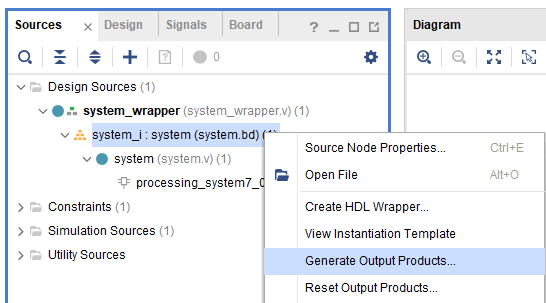 Sources × Design Signals Board ? _ □
Diagram
0
Design Sources (1)
system_wrapper (system_wrapper.v) (1)
system_i : system (system.bd) (1)
system (system.v) (1)
processing_system7_0
Constraints (1)
Simulation Sources (1)
Utility Sources
Source Node Properties... Ctrl+E
Open File Alt+O
Create HDL Wrapper...
View Instantiation Template
Generate Output Products...
Reset Output Products...